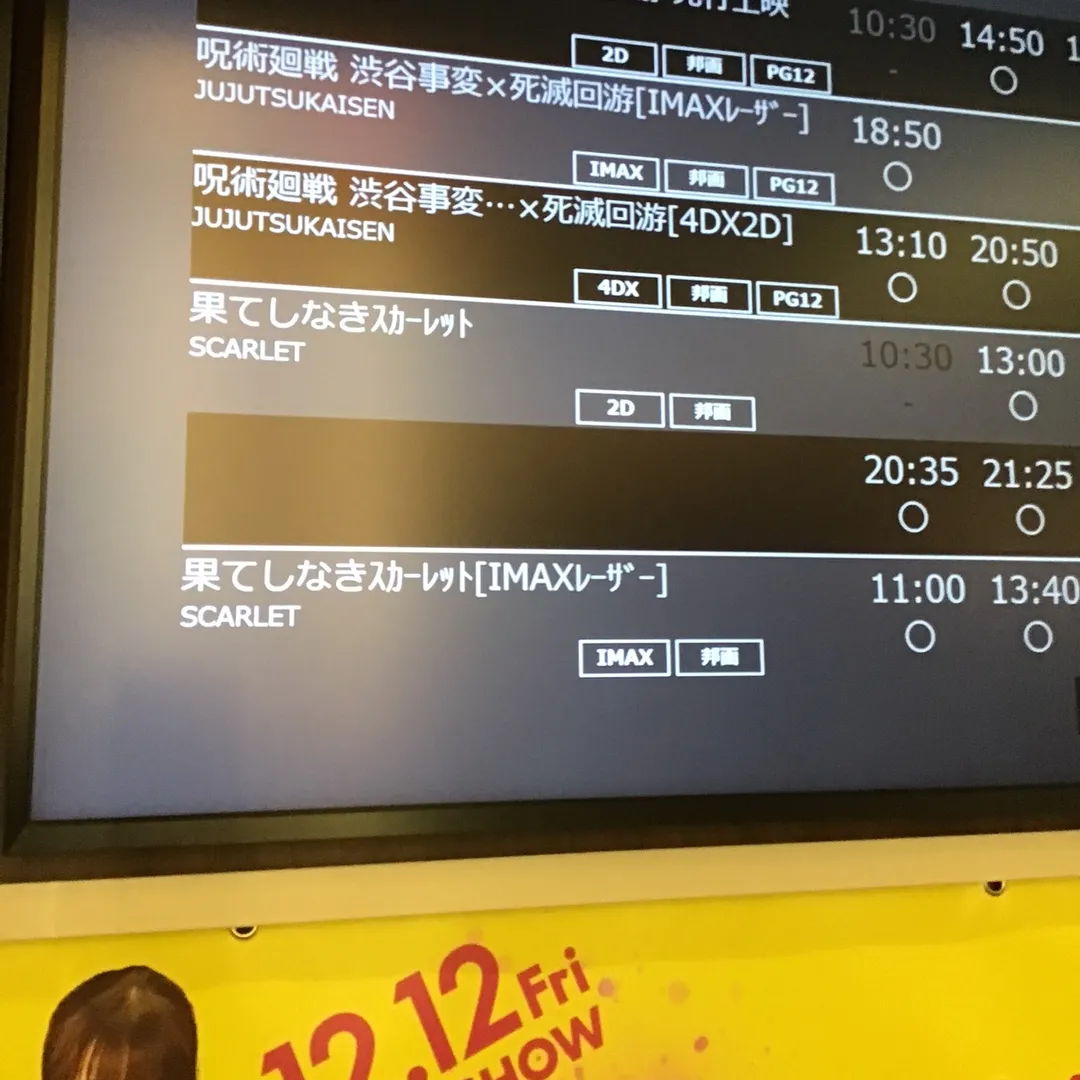 先行上映
10:30 14:50
2D 邦画 PG12 - ○
呪術廻戦 渋谷事変×死滅回游[IMAXﾚｰｻﾞｰ]
JUJUTSUKAISEN
18:50
IMAX 邦画 PG12 ○
呪術廻戦 渋谷事変…×死滅回游[4DX2D]
JUJUTSUKAISEN
13:10 20:50
4DX 邦画 PG12 ○ ○
果てしなきｽｶｰﾚｯﾄ
SCARLET
10:30 13:00
2D 邦画 - ○
20:35 21:25
○ ○
果てしなきｽｶｰﾚｯﾄ[IMAXﾚｰｻﾞｰ]
SCARLET
11:00 13:40
IMAX 邦画 ○ ○
12.12 Fri
SHOW